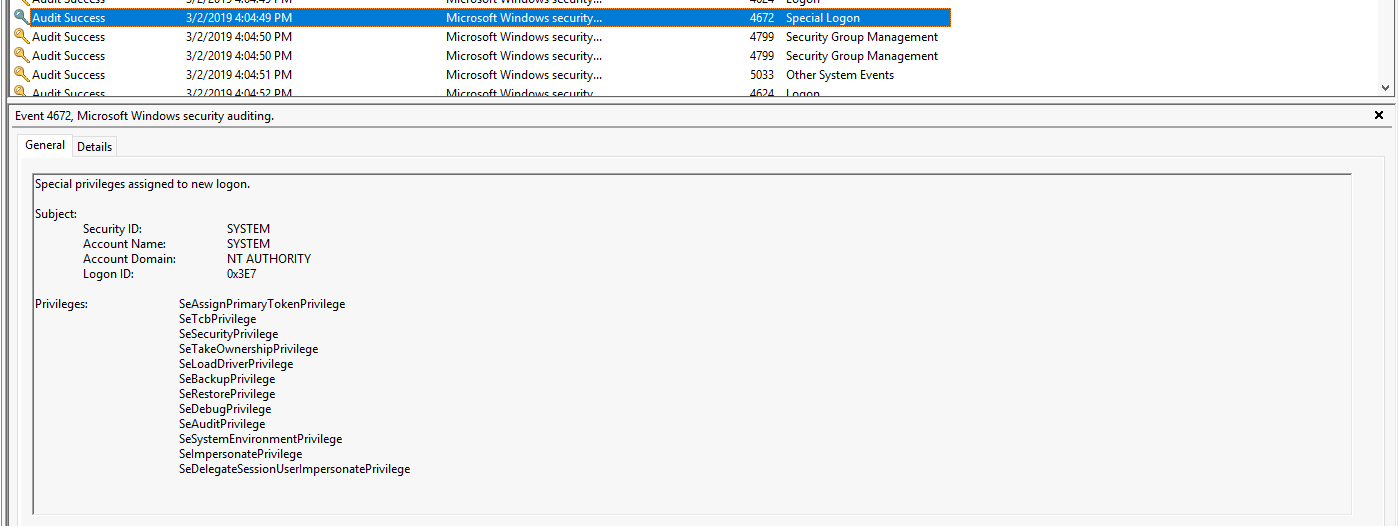 Audit Success 3/2/2019 4:04:49 PM Microsoft Windows security... 4624 Logon
Audit Success 3/2/2019 4:04:49 PM Microsoft Windows security... 4672 Special Logon
Audit Success 3/2/2019 4:04:50 PM Microsoft Windows security... 4799 Security Group Management
Audit Success 3/2/2019 4:04:50 PM Microsoft Windows security... 4799 Security Group Management
Audit Success 3/2/2019 4:04:51 PM Microsoft Windows security... 5033 Other System Events
Audit Success 3/2/2019 4:04:52 PM Microsoft Windows security... 4624 Logon
Event 4672, Microsoft Windows security auditing.
General Details
Special privileges assigned to new logon.
Subject:
Security ID: SYSTEM
Account Name: SYSTEM
Account Domain: NT AUTHORITY
Logon ID: 0x3E7
Privileges: SeAssignPrimaryTokenPrivilege
SeTcbPrivilege
SeSecurityPrivilege
SeTakeOwnershipPrivilege
SeLoadDriverPrivilege
SeBackupPrivilege
SeRestorePrivilege
SeDebugPrivilege
SeAuditPrivilege
SeSystemEnvironmentPrivilege
SeImpersonatePrivilege
SeDelegateSessionUserImpersonatePrivilege